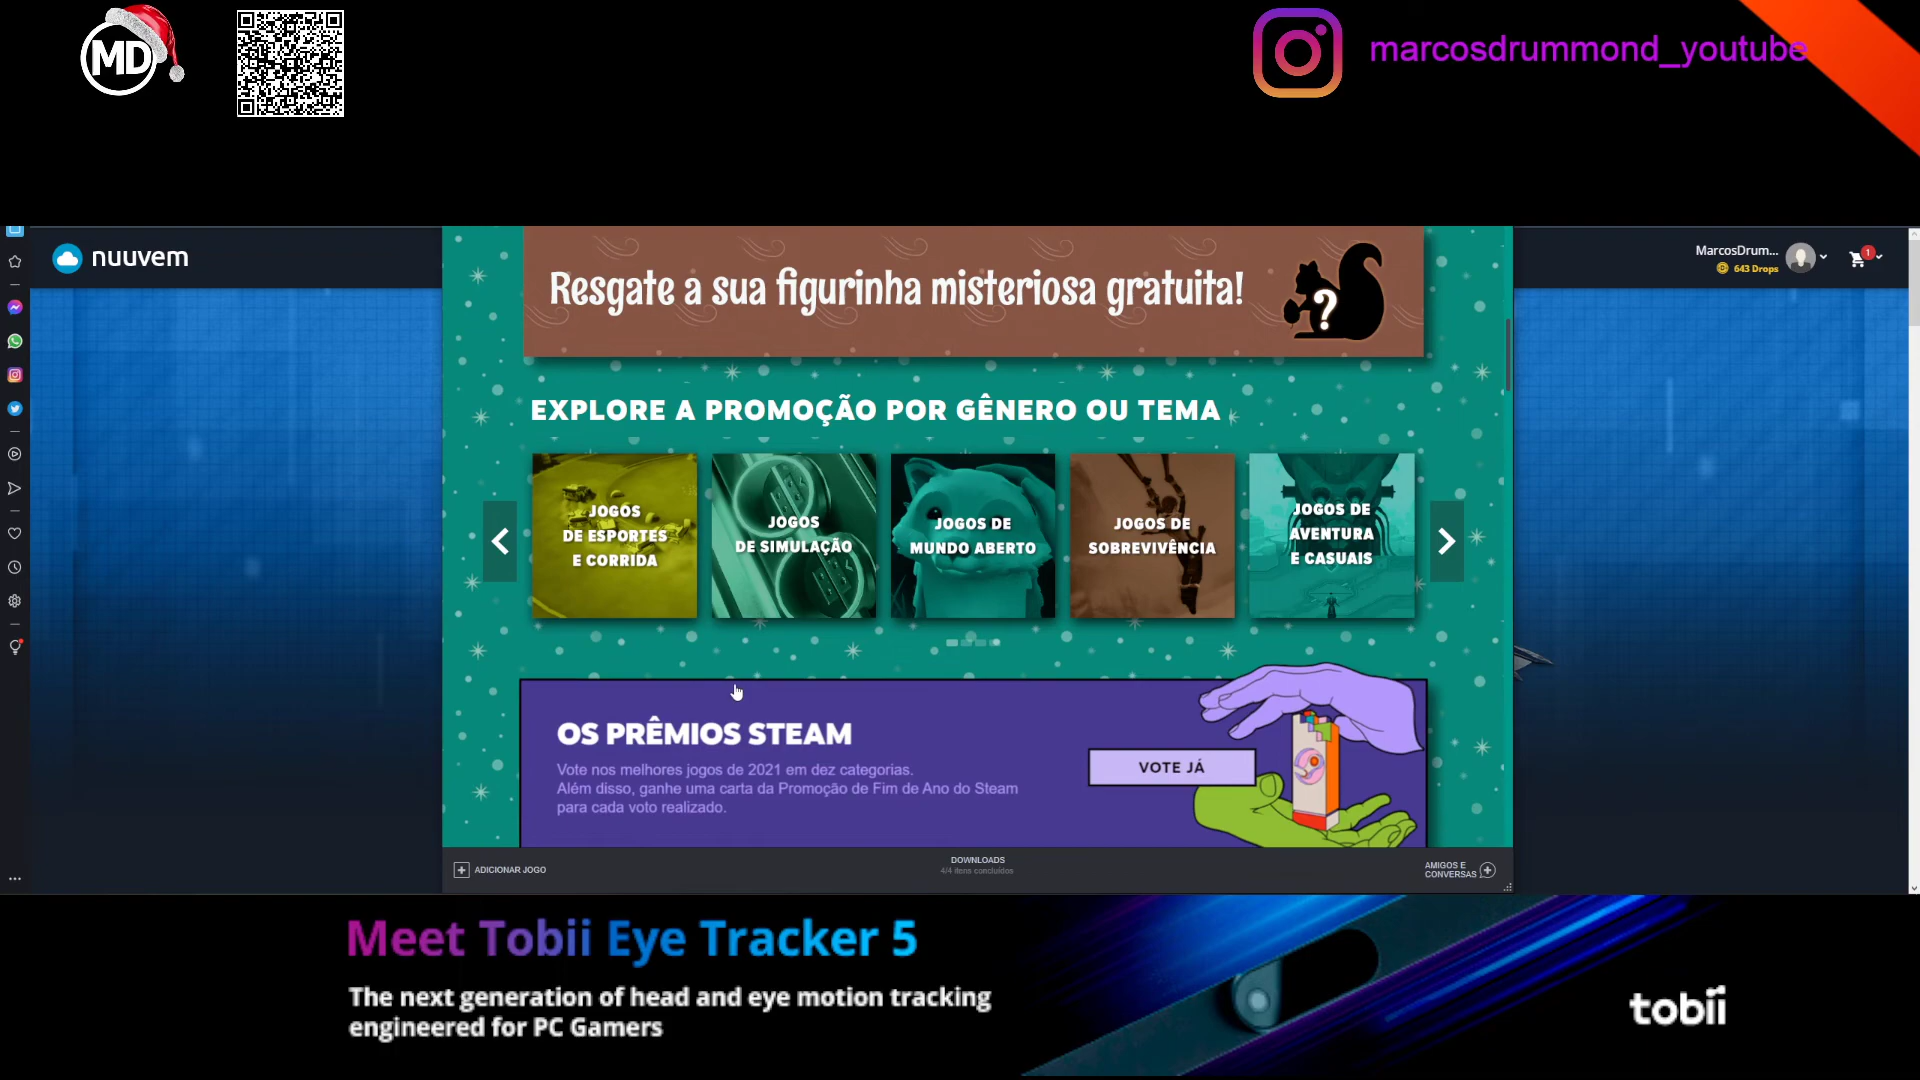 MD
marcosdrummond_youtube
nuuvem
MarcosDrum...
643 Drops
1
Resgate a sua figurinha misteriosa gratuita!
?
EXPLORE A PROMOÇÃO POR GÊNERO OU TEMA
JOGOS
DE ESPORTES
E CORRIDA
JOGOS
DE SIMULAÇÃO
JOGOS DE
MUNDO ABERTO
JOGOS DE
SOBREVIVÊNCIA
JOGOS DE
AVENTURA
E CASUAIS
OS PRÊMIOS STEAM
Vote nos melhores jogos de 2021 em dez categorias.
Além disso, ganhe uma carta da Promoção de Fim de Ano do Steam
para cada voto realizado.
VOTE JÁ
ADICIONAR JOGO
DOWNLOADS
4/4 itens concluídos
AMIGOS E
CONVERSAS
Meet Tobii Eye Tracker 5
The next generation of head and eye motion tracking
engineered for PC Gamers
tobii